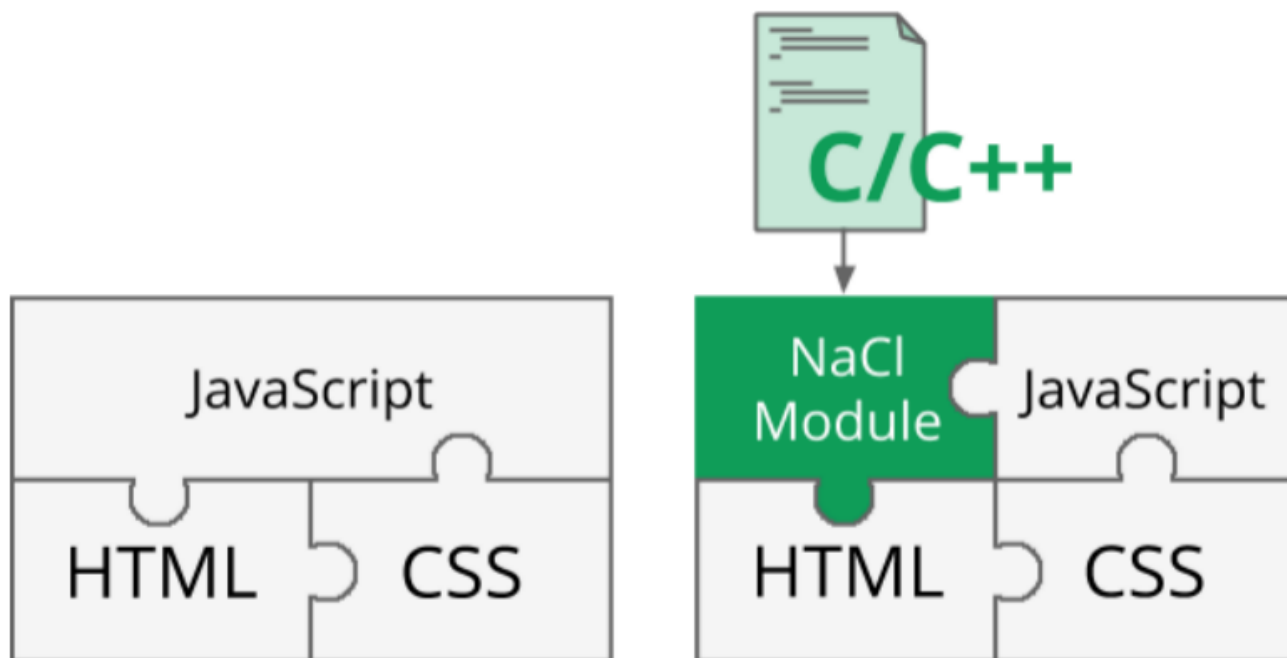 C/C++
JavaScript
NaCl
Module
JavaScript
HTML
CSS
HTML
CSS